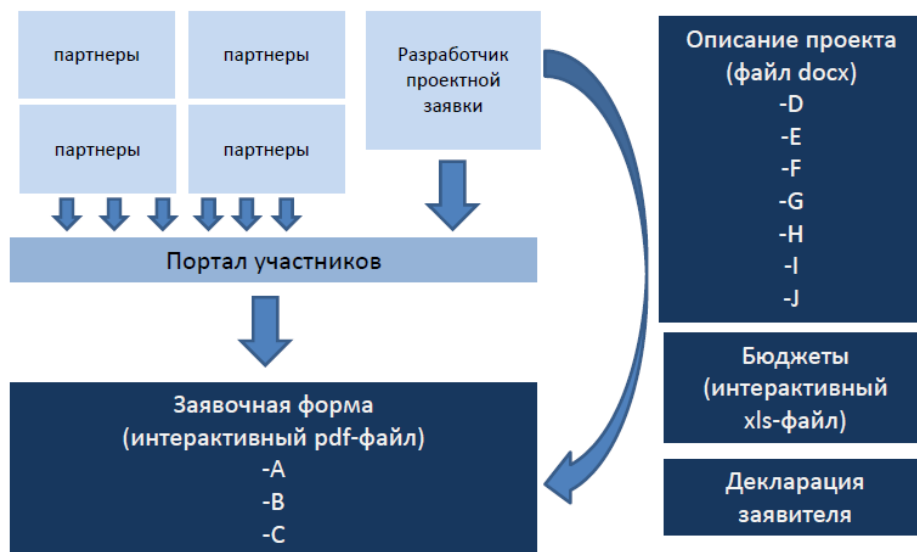 партнеры
партнеры
Разработчик
проектной
заявки
партнеры
партнеры
Портал участников
Заявочная форма
(интерактивный pdf-файл)
-A
-B
-C
Описание проекта
(файл docx)
-D
-E
-F
-G
-H
-I
-J
Бюджеты
(интерактивный
xls-файл)
Декларация
заявителя